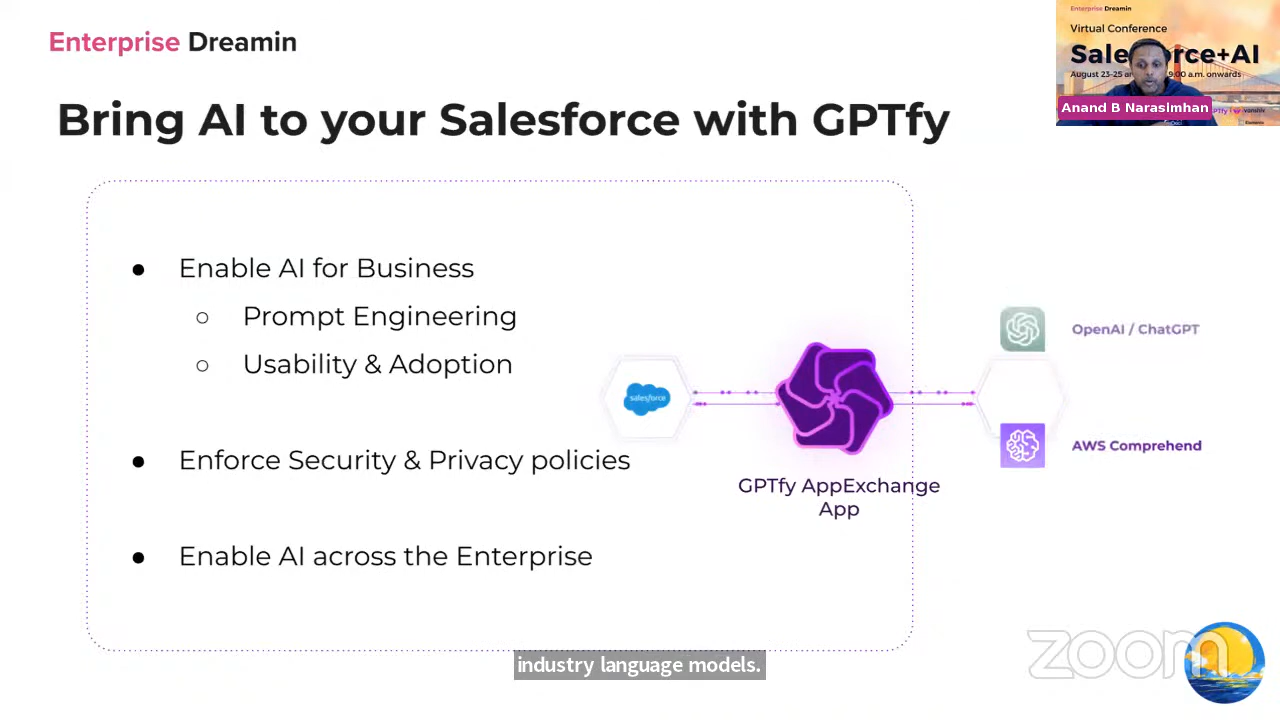 Enterprise Dreamin
Enterprise Dreamin
Virtual Conference
Anand B Narasimhan
Bring AI to your Salesforce with GPTfy
● Enable AI for Business
○ Prompt Engineering
○ Usability & Adoption
● Enforce Security & Privacy policies
● Enable AI across the Enterprise
salesforce
GPTfy AppExchange
App
OpenAI / ChatGPT
AWS Comprehend
industry language models.
zoom